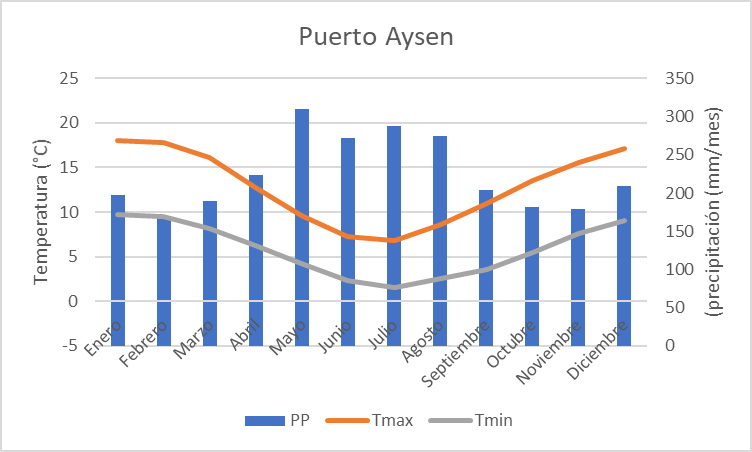 Puerto Aysen
Temperatura (°C)
25
20
15
10
5
0
-5
350
300
250
200
150
100
50
0
(precipitación (mm/mes)
Enero
Febrero
Marzo
Abril
Mayo
Junio
Julio
Agosto
Septiembre
Octubre
Noviembre
Diciembre
PP Tmax Tmin